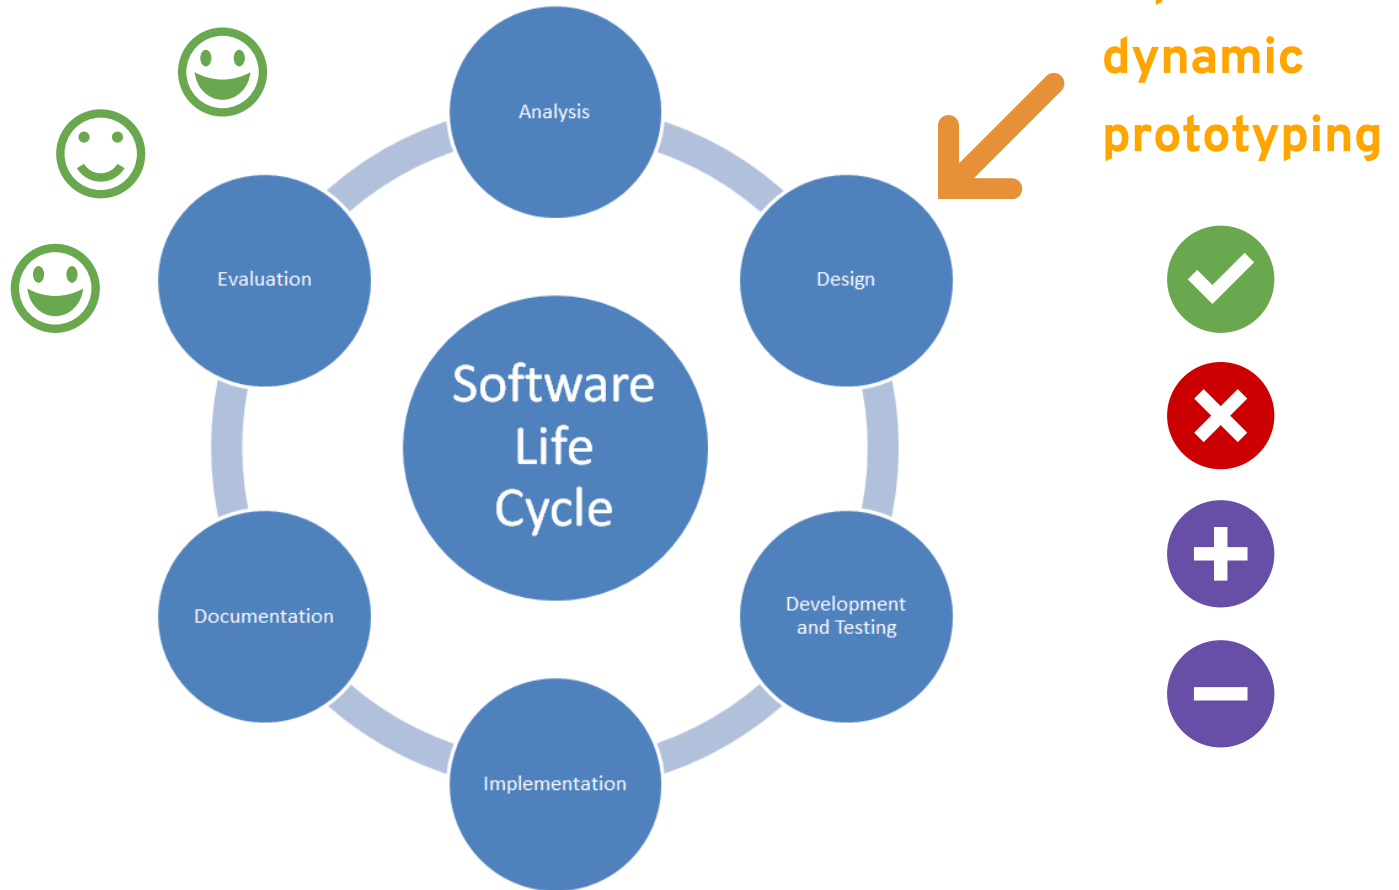 dynamic
prototyping
Analysis
Evaluation
Design
Software
Life
Cycle
Documentation
Development
and Testing
Implementation